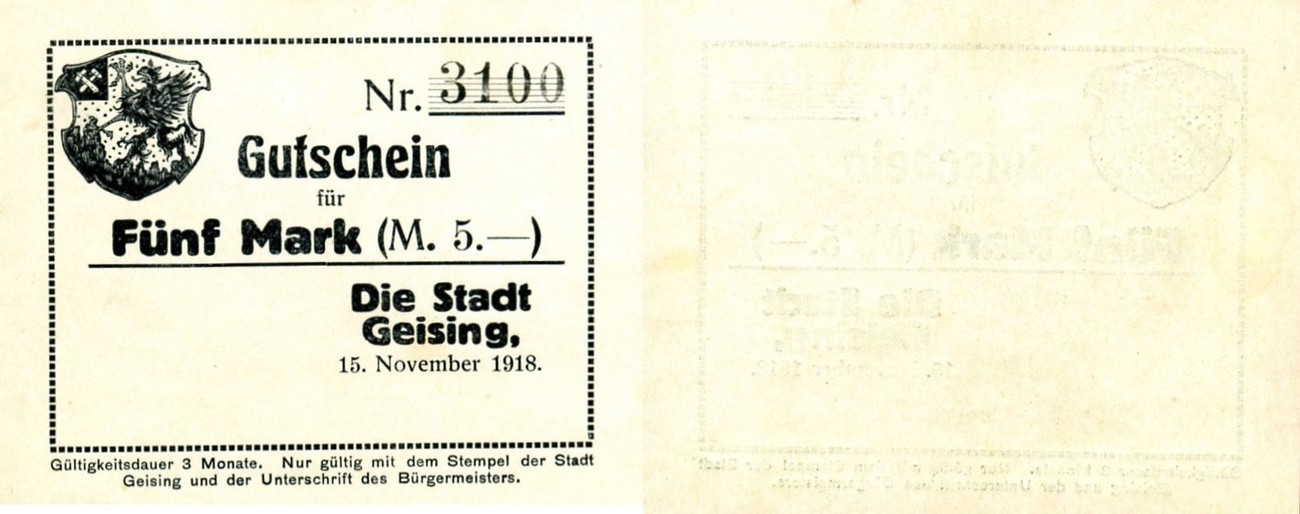 Nr. 3100
Gutschein
für
Fünf Mark (M. 5.—)
Die Stadt
Geising,
15. November 1918.
Gültigkeitsdauer 3 Monate. Nur gültig mit dem Stempel der Stadt
Geising und der Unterschrift des Bürgermeisters.